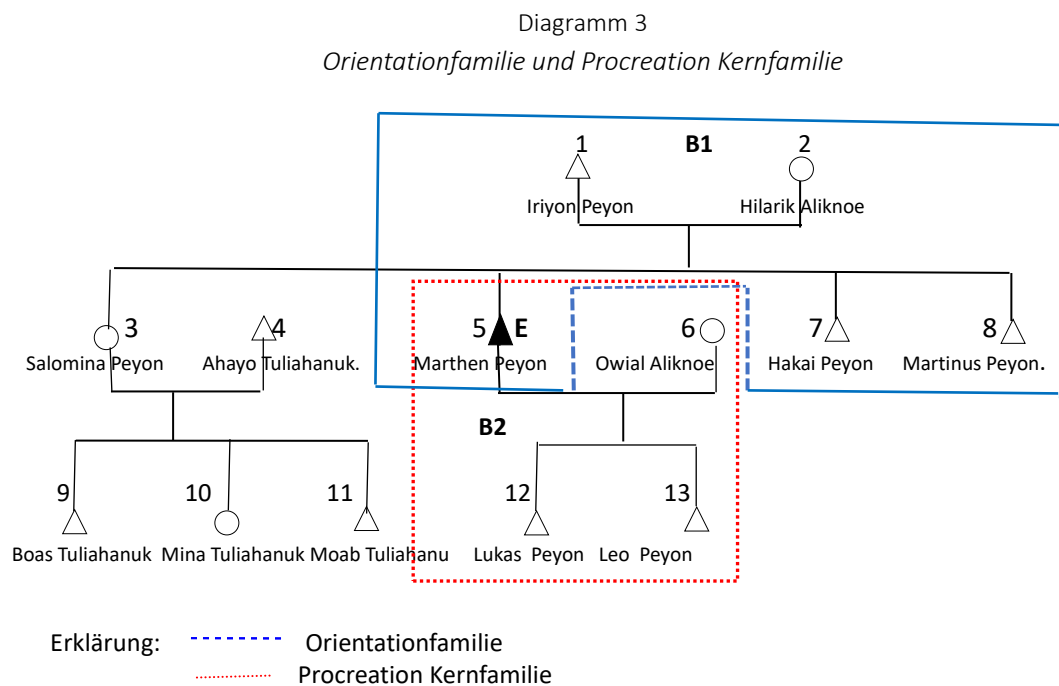 Diagramm 3
Orientationfamilie und Procreation Kernfamilie
1 B1 2
Iriyon Peyon Hilarik Aliknoe
3 4 5 E 6 7 8
Salomina Peyon Ahayo Tuliahanuk. Marthen Peyon Owial Aliknoe Hakai Peyon Martinus Peyon.
B2
9 10 11 12 13
Boas Tuliahanuk Mina Tuliahanuk Moab Tuliahanu Lukas Peyon Leo Peyon
Erklärung: Orientationfamilie
Procreation Kernfamilie